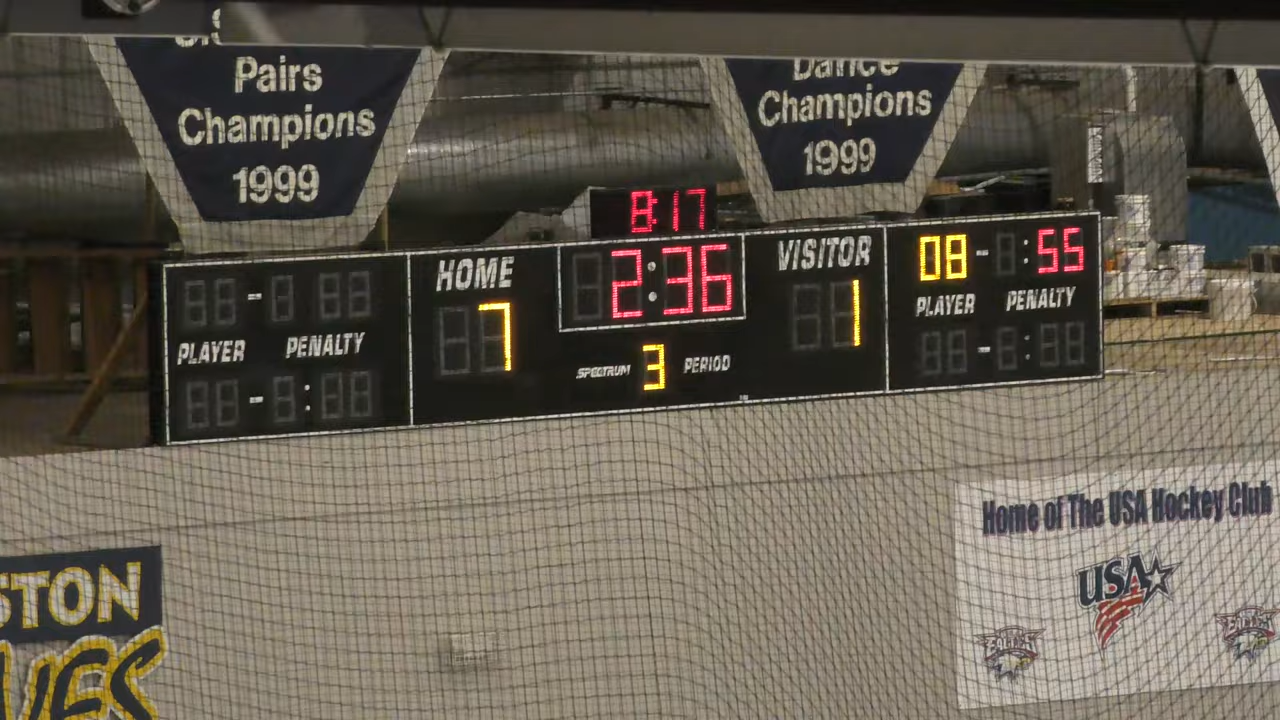 Pairs
Champions
1999
Dance
Champions
1999
8:17
HOME
7
2:36
VISITOR
1
08 - :55
PLAYER PENALTY
PLAYER PENALTY
SPECTRUM 3 PERIOD
Home of The USA Hockey Club
USA
STON